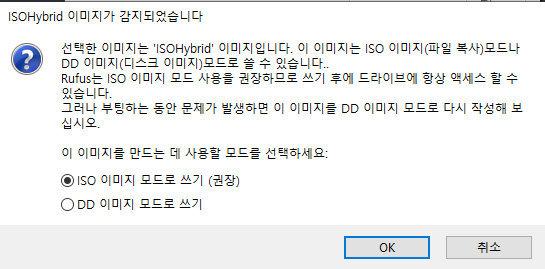 ISOHybrid 이미지가 감지되었습니다
선택한 이미지는 'ISOHybrid' 이미지입니다. 이 이미지는 ISO 이미지(파일 복사)모드나
DD 이미지(디스크 이미지)모드로 쓸 수 있습니다..
Rufus는 ISO 이미지 모드 사용을 권장하므로 쓰기 후에 드라이브에 항상 액세스 할 수
있습니다.
그러나 부팅하는 동안 문제가 발생하면 이 이미지를 DD 이미지 모드로 다시 작성해 보
십시오.
이 이미지를 만드는 데 사용할 모드를 선택하세요:
ISO 이미지 모드로 쓰기 (권장)
DD 이미지 모드로 쓰기
OK
취소